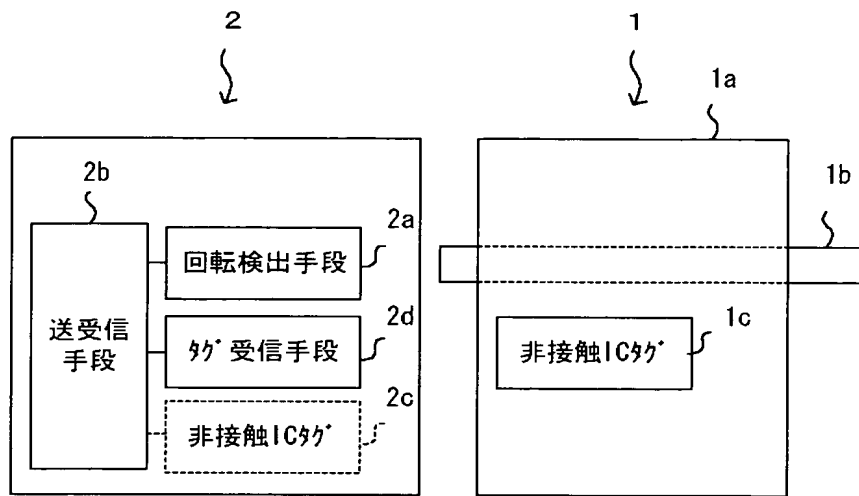 2
1
1a
2b
1b
2a
回転検出手段
送受信
手段
2d
ﾀｸﾞ受信手段
1c
非接触ICﾀｸﾞ
2c
非接触ICﾀｸﾞ